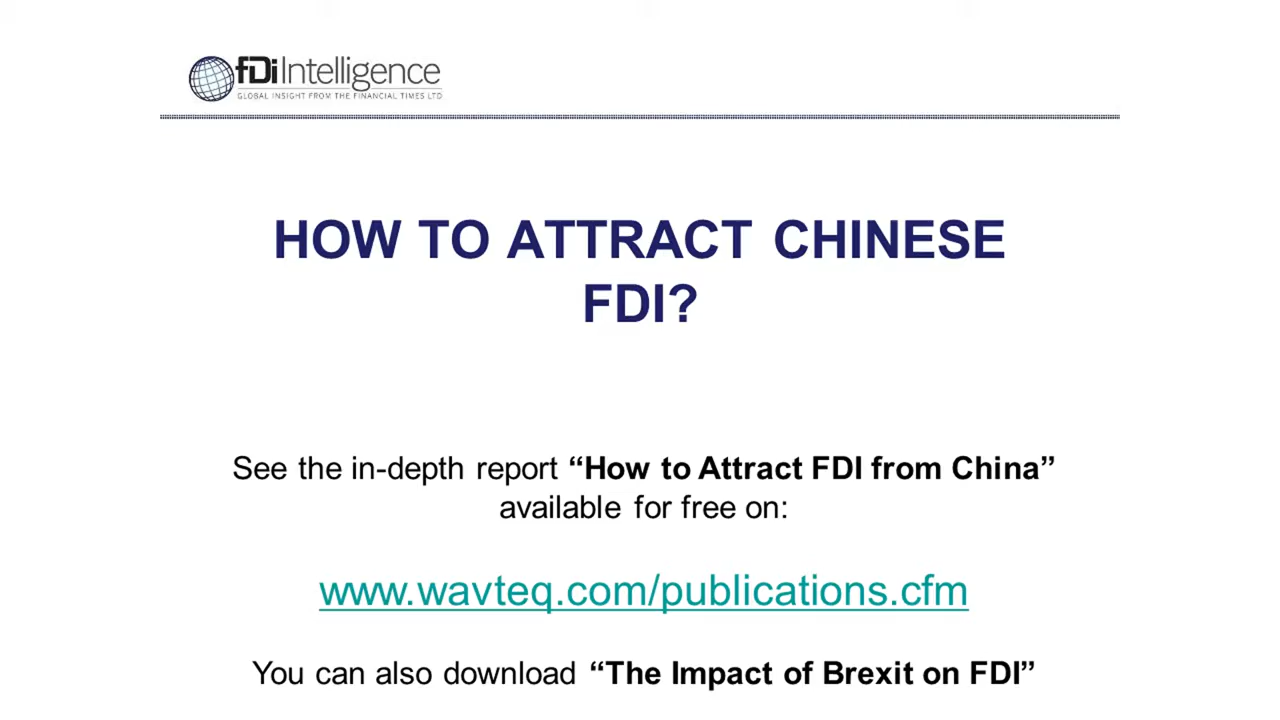 fDi Intelligence
GLOBAL INSIGHT FROM THE FINANCIAL TIMES LTD
HOW TO ATTRACT CHINESE
FDI?
See the in-depth report “How to Attract FDI from China”
available for free on:
www.wavteq.com/publications.cfm
You can also download “The Impact of Brexit on FDI”